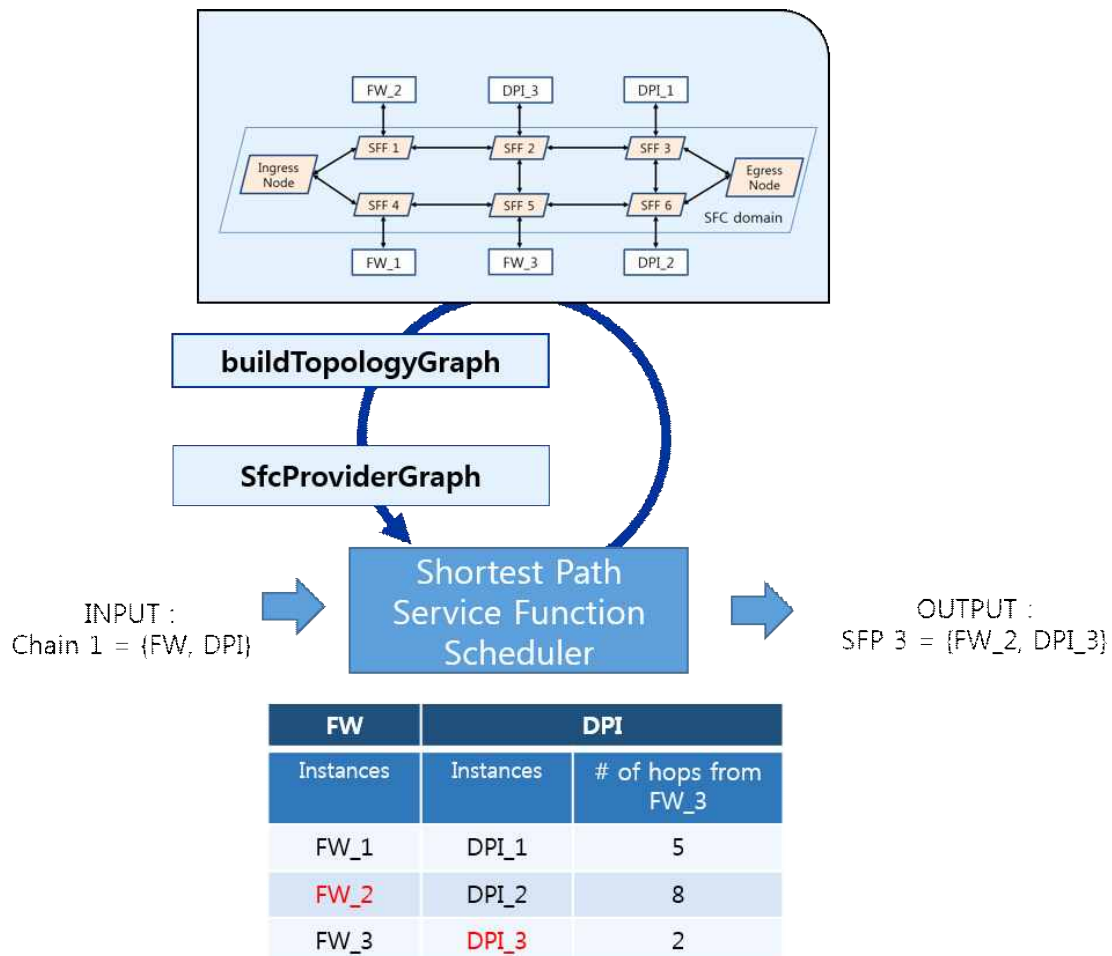 FW_2 DPI_3 DPI_1
SFF 1 SFF 2 SFF 3
Ingress
Node
Egress
Node
SFF 4 SFF 5 SFF 6
SFC domain
FW_1 FW_3 DPI_2
buildTopologyGraph
SfcProviderGraph
Shortest Path
Service Function
Scheduler
INPUT :
Chain 1 = {FW, DPI}
OUTPUT :
SFP 3 = {FW_2, DPI_3}
FW DPI
Instances Instances # of hops from
FW_3
FW_1 DPI_1 5
FW_2 DPI_2 8
FW_3 DPI_3 2